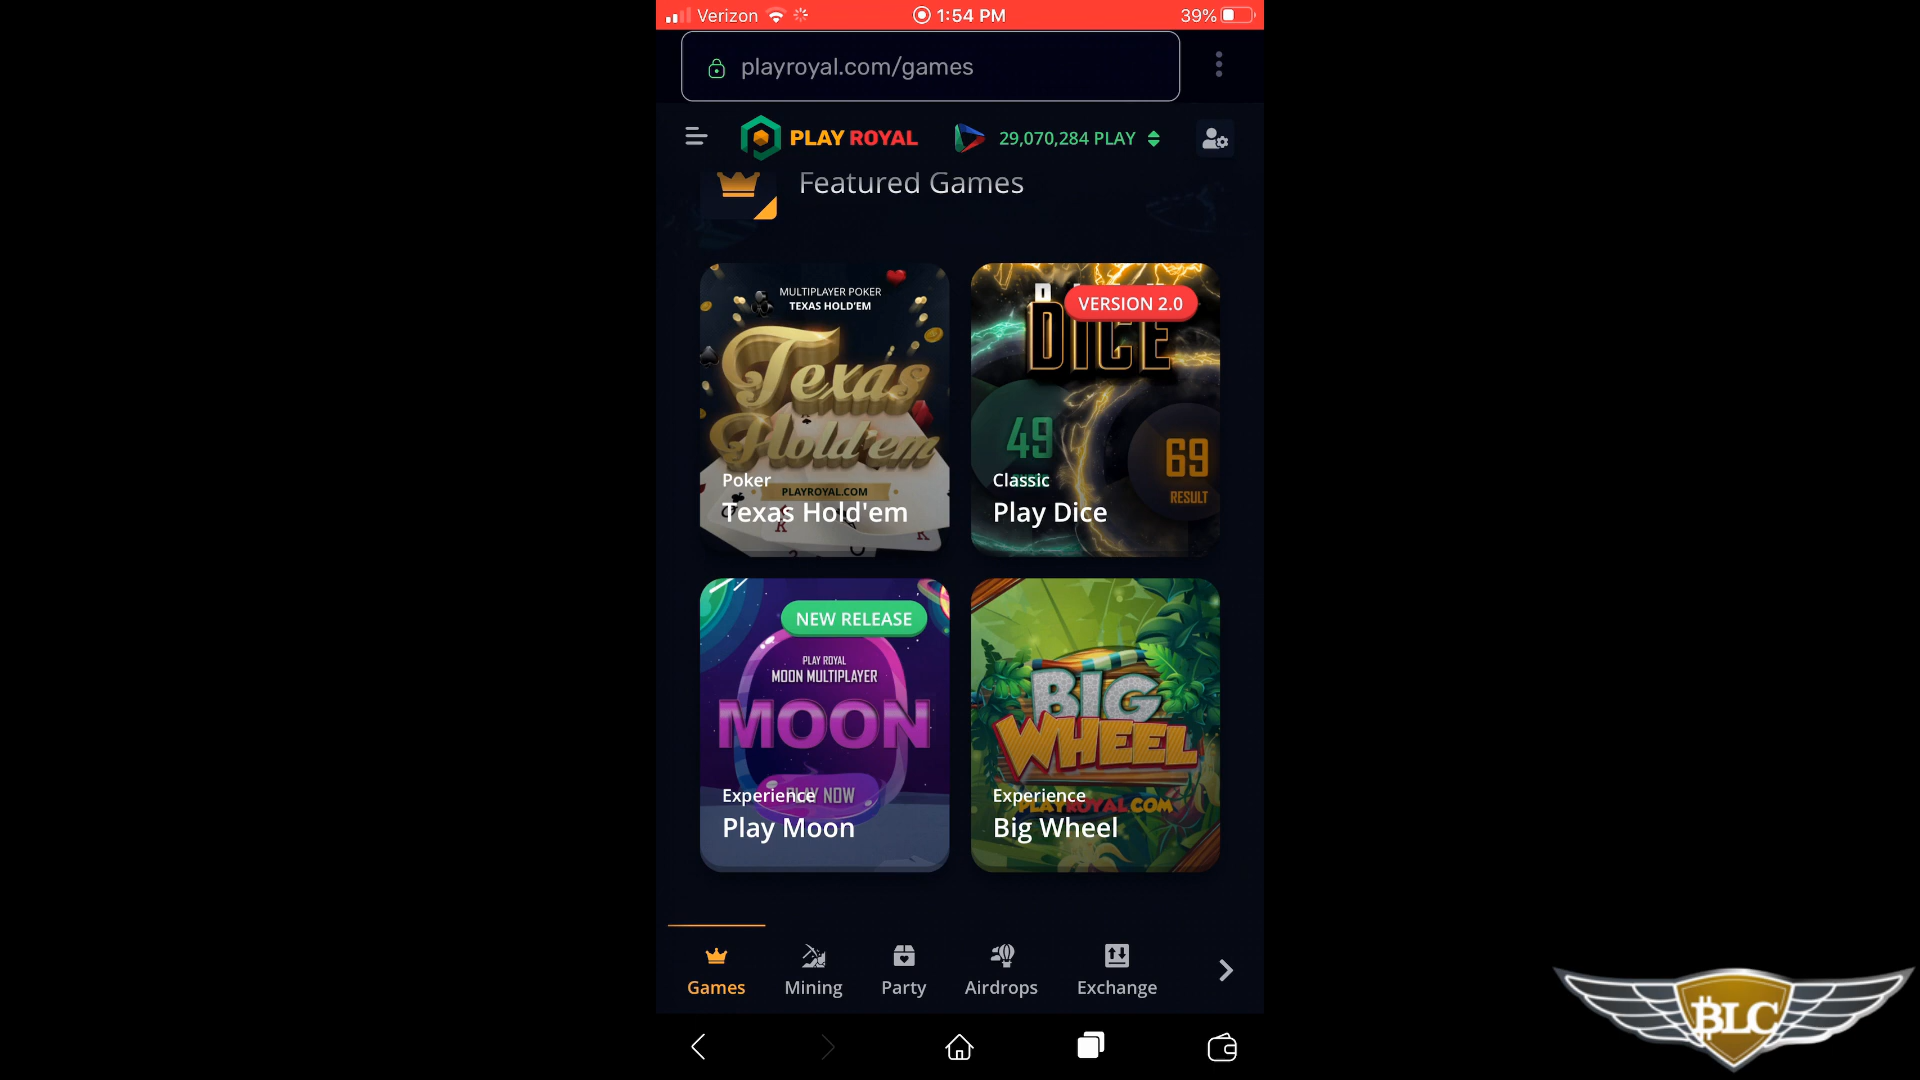 Verizon 1:54 PM 39%
playroyal.com/games
PLAY ROYAL 29,070,284 PLAY
Featured Games
MULTIPLAYER POKER
TEXAS HOLD'EM
Texas
Hold'em
Poker
PLAYROYAL.COM
Texas Hold'em
VERSION 2.0
DICE
49
69
RESULT
Classic
Play Dice
NEW RELEASE
PLAY ROYAL
MOON MULTIPLAYER
MOON
PLAY NOW
Experience
Play Moon
BIG
WHEEL
Experience
PLAYROYAL.COM
Big Wheel
Games Mining Party Airdrops Exchange
BLC